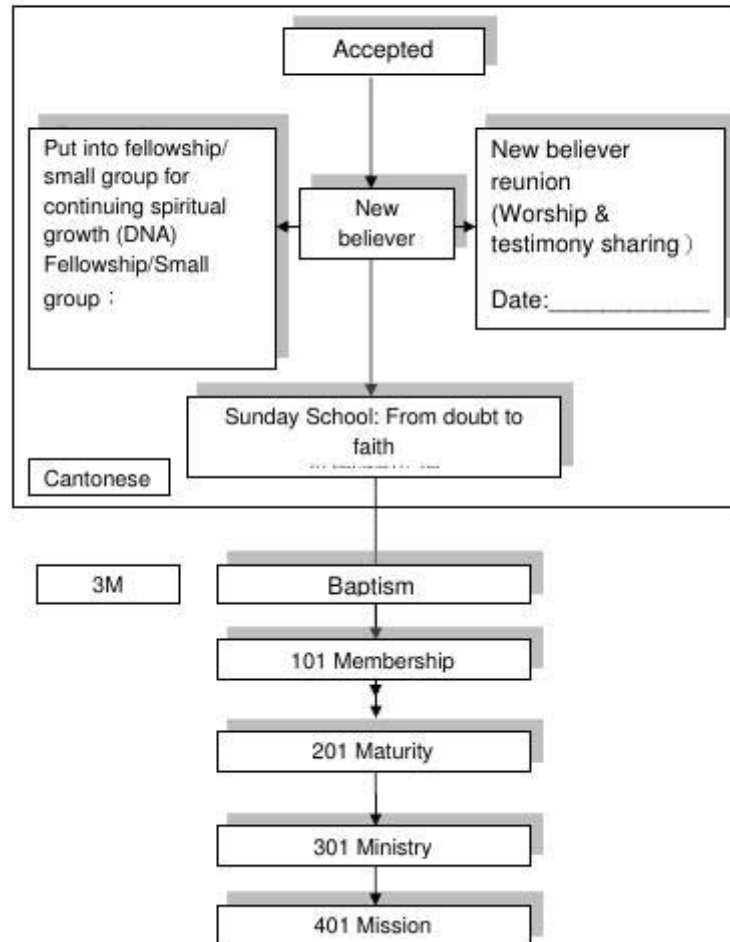 Accepted
Put into fellowship/
small group for
continuing spiritual
growth (DNA)
Fellowship/Small
group：
New
believer
New believer
reunion
(Worship &
testimony sharing）
Date:_____________
Sunday School: From doubt to
faith
Cantonese
3M
Baptism
101 Membership
201 Maturity
301 Ministry
401 Mission